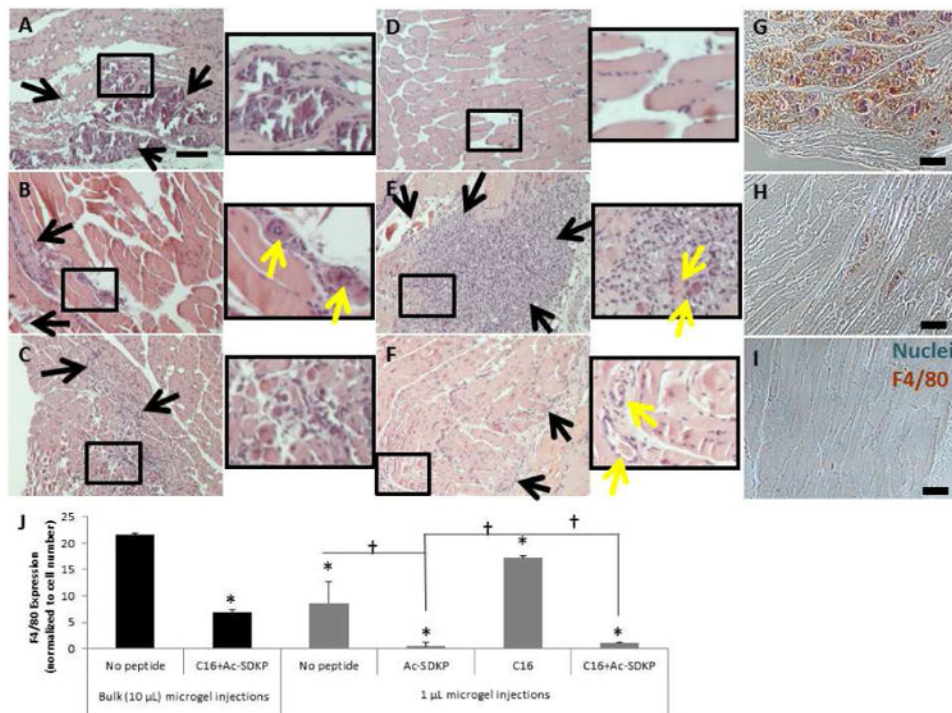 A
D
G
B
E
H
C
F
I
Nuclei
F4/80
J
F4/80 Expression
(normalized to cell number)
25
20
15
10
5
0
* * * * *
† † †
No peptide C16+Ac-SDKP No peptide Ac-SDKP C16 C16+Ac-SDKP
Bulk (10 µL) microgel injections 1 µL microgel injections